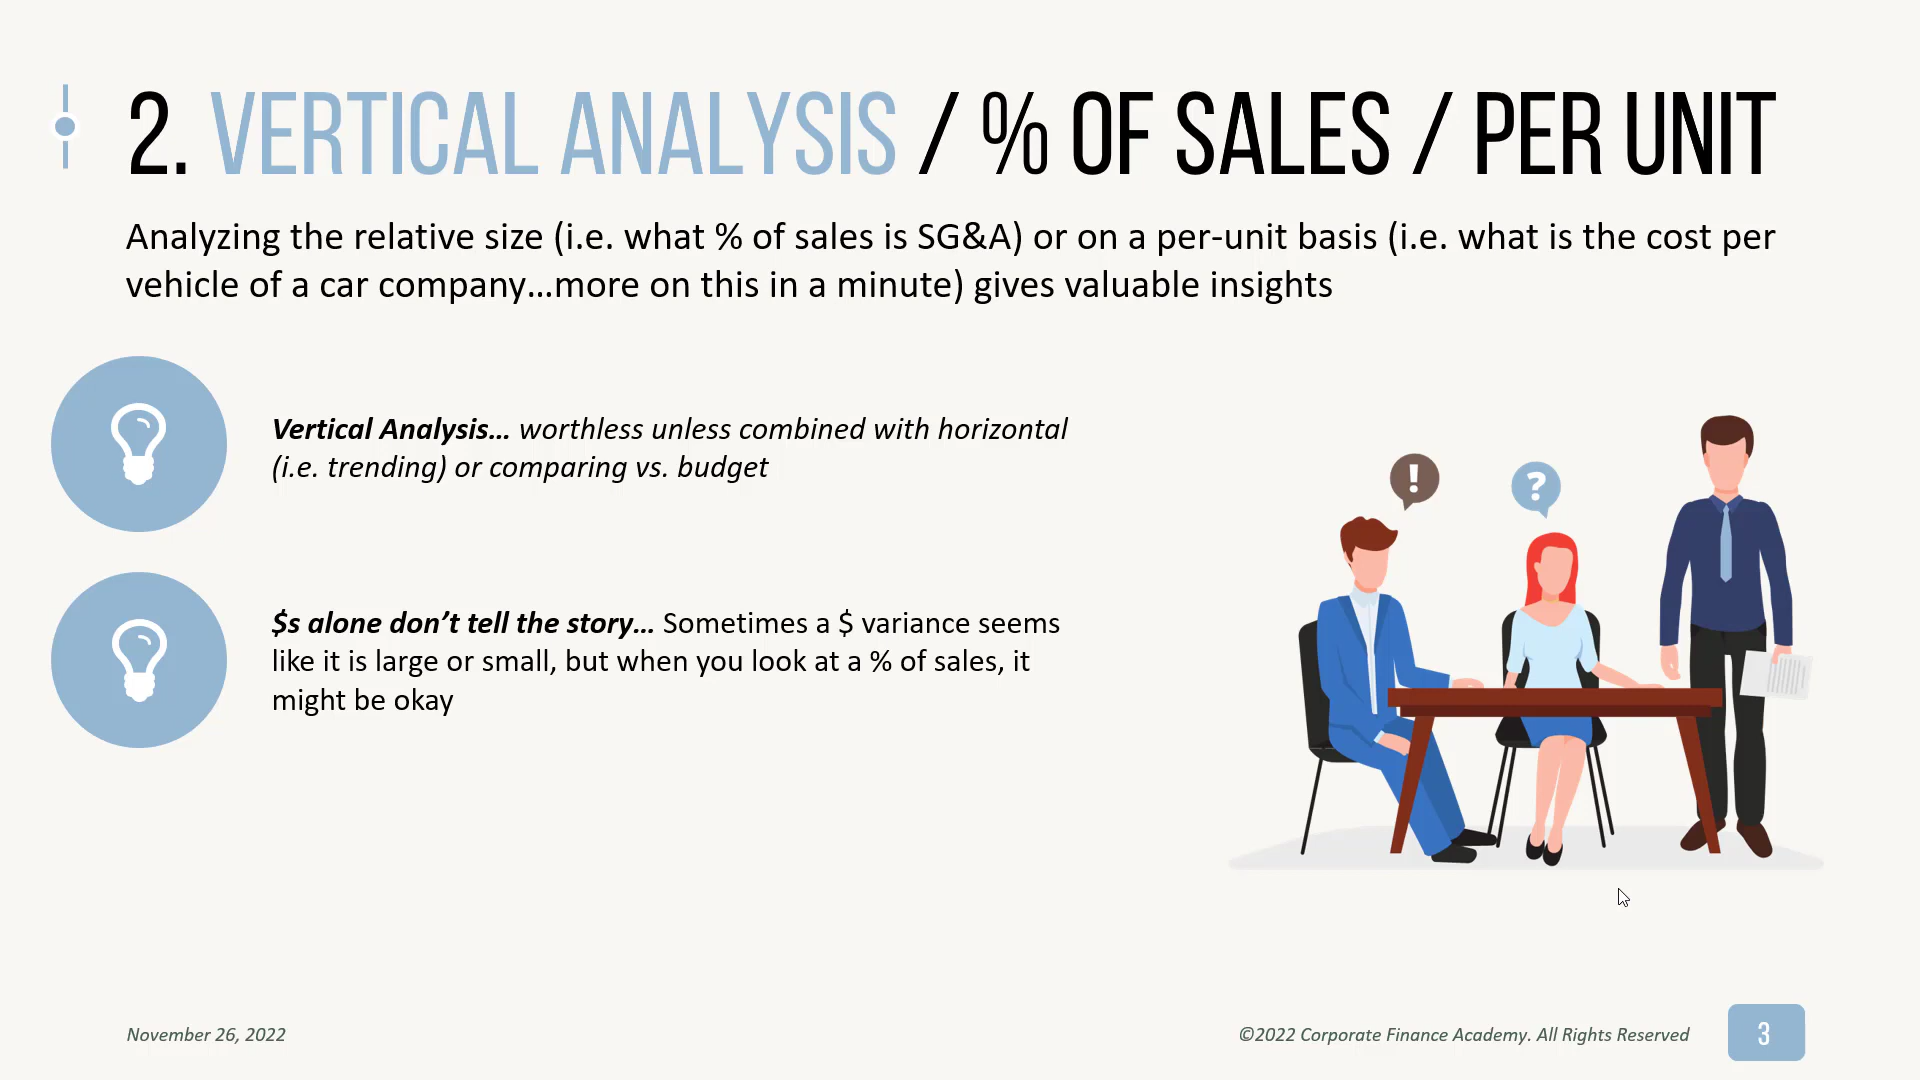 2. VERTICAL ANALYSIS / % OF SALES / PER UNIT
Analyzing the relative size (i.e. what % of sales is SG&A) or on a per-unit basis (i.e. what is the cost per
vehicle of a car company…more on this in a minute) gives valuable insights
Vertical Analysis… worthless unless combined with horizontal
(i.e. trending) or comparing vs. budget
!
?
$s alone don’t tell the story… Sometimes a $ variance seems
like it is large or small, but when you look at a % of sales, it
might be okay
November 26, 2022
©2022 Corporate Finance Academy. All Rights Reserved
3